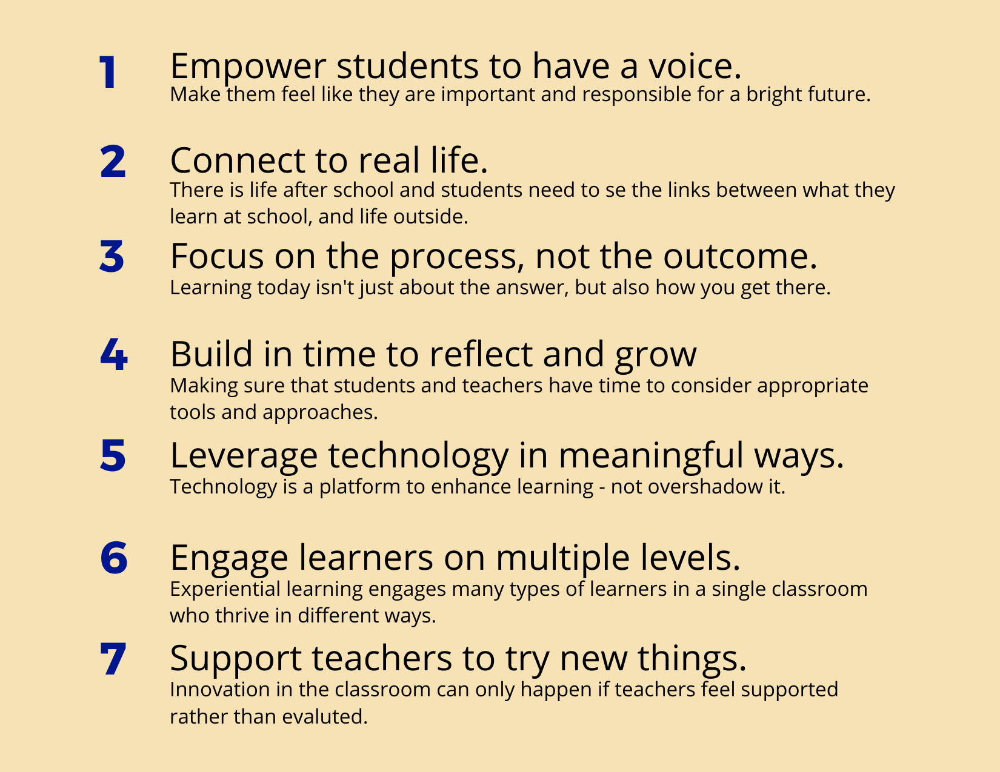 1 Empower students to have a voice.
Make them feel like they are important and responsible for a bright future.
2 Connect to real life.
There is life after school and students need to se the links between what they
learn at school, and life outside.
3 Focus on the process, not the outcome.
Learning today isn't just about the answer, but also how you get there.
4 Build in time to reflect and grow
Making sure that students and teachers have time to consider appropriate
tools and approaches.
5 Leverage technology in meaningful ways.
Technology is a platform to enhance learning - not overshadow it.
6 Engage learners on multiple levels.
Experiential learning engages many types of learners in a single classroom
who thrive in different ways.
7 Support teachers to try new things.
Innovation in the classroom can only happen if teachers feel supported
rather than evaluted.